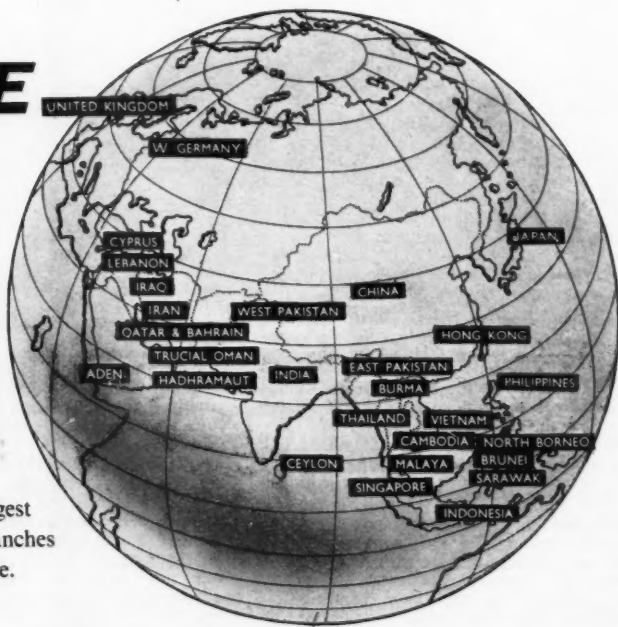 E
UNITED KINGDOM
W. GERMANY
CYPRUS
LEBANON
IRAQ
IRAN
QATAR & BAHRAIN
TRUCIAL OMAN
ADEN
HADHRAMAUT
WEST PAKISTAN
CHINA
JAPAN
HONG KONG
INDIA
EAST PAKISTAN
BURMA
PHILIPPINES
THAILAND
VIETNAM
CAMBODIA
NORTH BORNEO
CEYLON
MALAYA
BRUNEI
SARAWAK
SINGAPORE
INDONESIA
gest
nches
e.